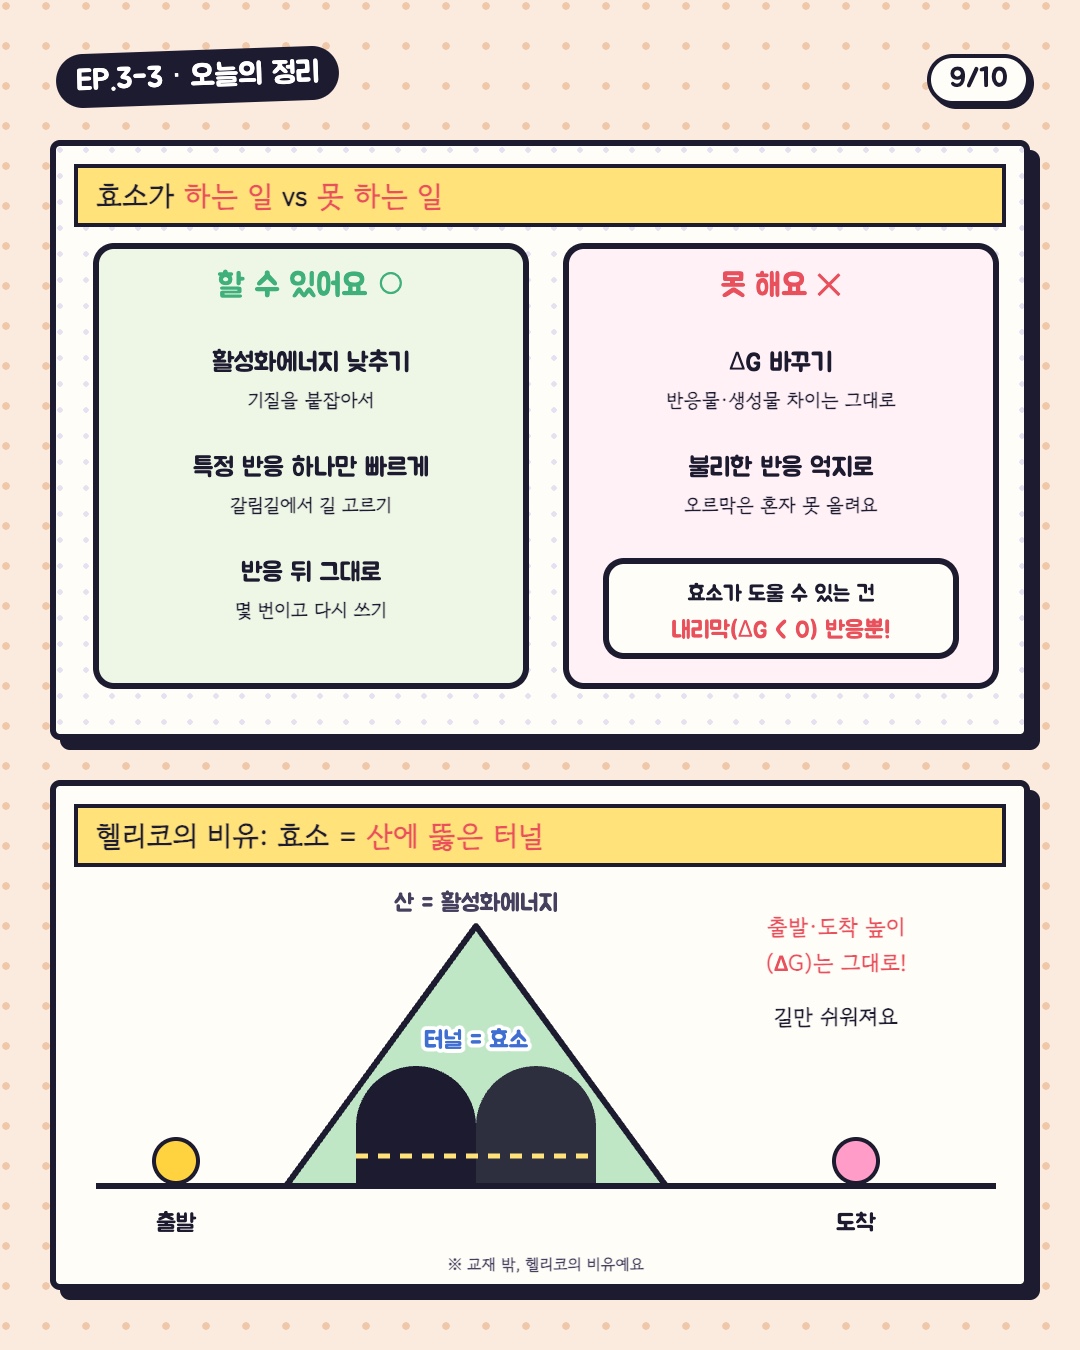 EP.3-3 · 오늘의 정리
9/10
효소가 하는 일 vs 못 하는 일
할 수 있어요 ○
활성화에너지 낮추기
기질을 붙잡아서
특정 반응 하나만 빠르게
갈림길에서 길 고르기
반응 뒤 그대로
몇 번이고 다시 쓰기
못 해요 ✕
ΔG 바꾸기
반응물·생성물 차이는 그대로
불리한 반응 억지로
오르막은 혼자 못 올려요
효소가 도울 수 있는 건
내리막(ΔG < 0) 반응뿐!
헬리코의 비유: 효소 = 산에 뚫은 터널
산 = 활성화에너지
출발·도착 높이
(ΔG)는 그대로!
길만 쉬워져요
터널 = 효소
출발
도착
※ 교재 밖, 헬리코의 비유예요